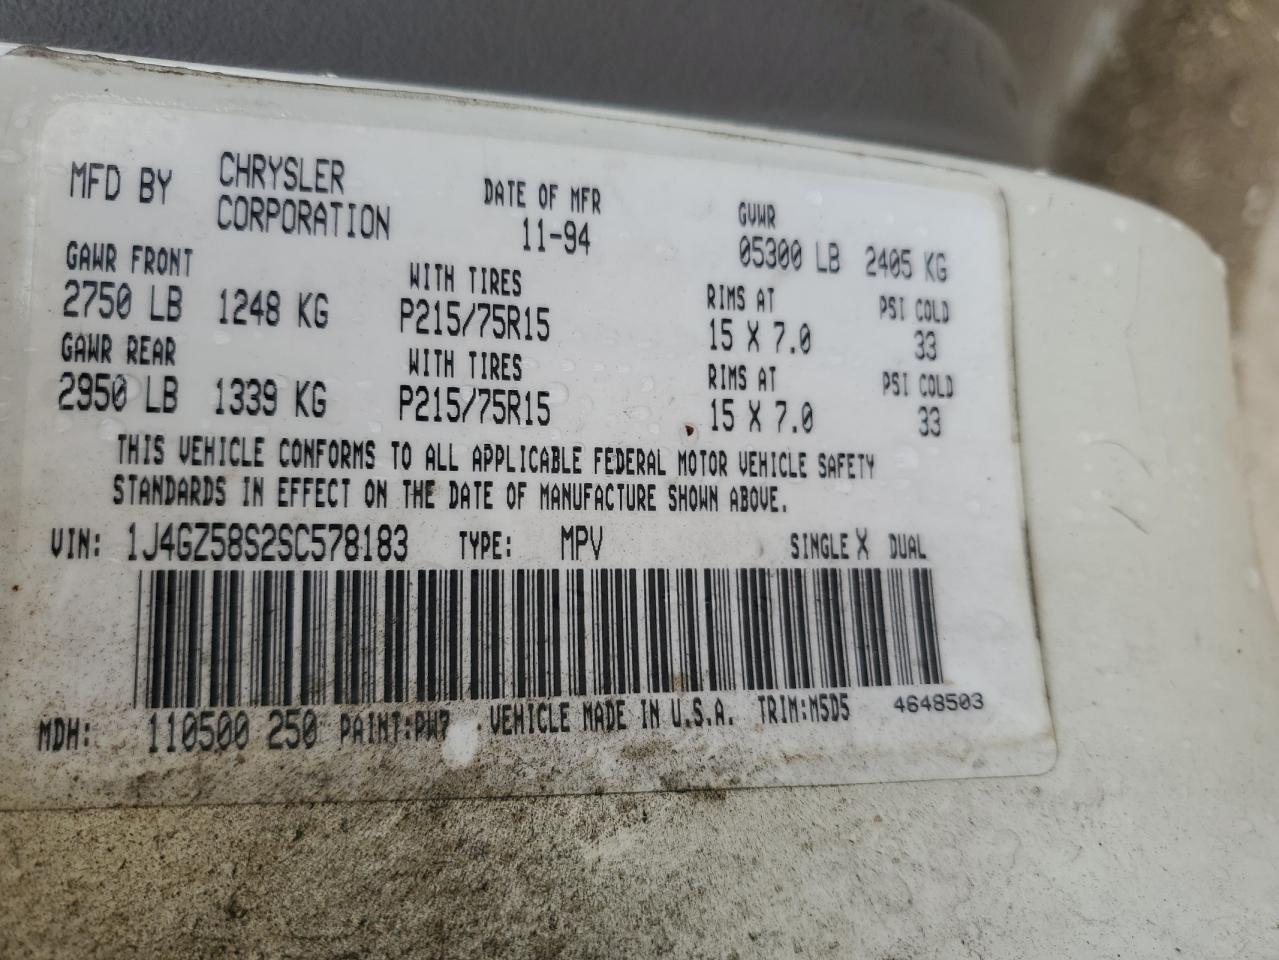 MFD BY CHRYSLER CORPORATION DATE OF MFR 11-94 GVWR 05300 LB 2405 KG
GAWR FRONT WITH TIRES RIMS AT PSI COLD
2750 LB 1248 KG P215/75R15 15 X 7.0 33
GAWR REAR WITH TIRES RIMS AT PSI COLD
2950 LB 1339 KG P215/75R15 15 X 7.0 33
THIS VEHICLE CONFORMS TO ALL APPLICABLE FEDERAL MOTOR VEHICLE SAFETY
STANDARDS IN EFFECT ON THE DATE OF MANUFACTURE SHOWN ABOVE.
VIN: 1J4GZ58S2SC578183 TYPE: MPV SINGLE X DUAL
MDH: 110500 250 PAINT:PW7 VEHICLE MADE IN U.S.A. TRIM:M5D5 4648503